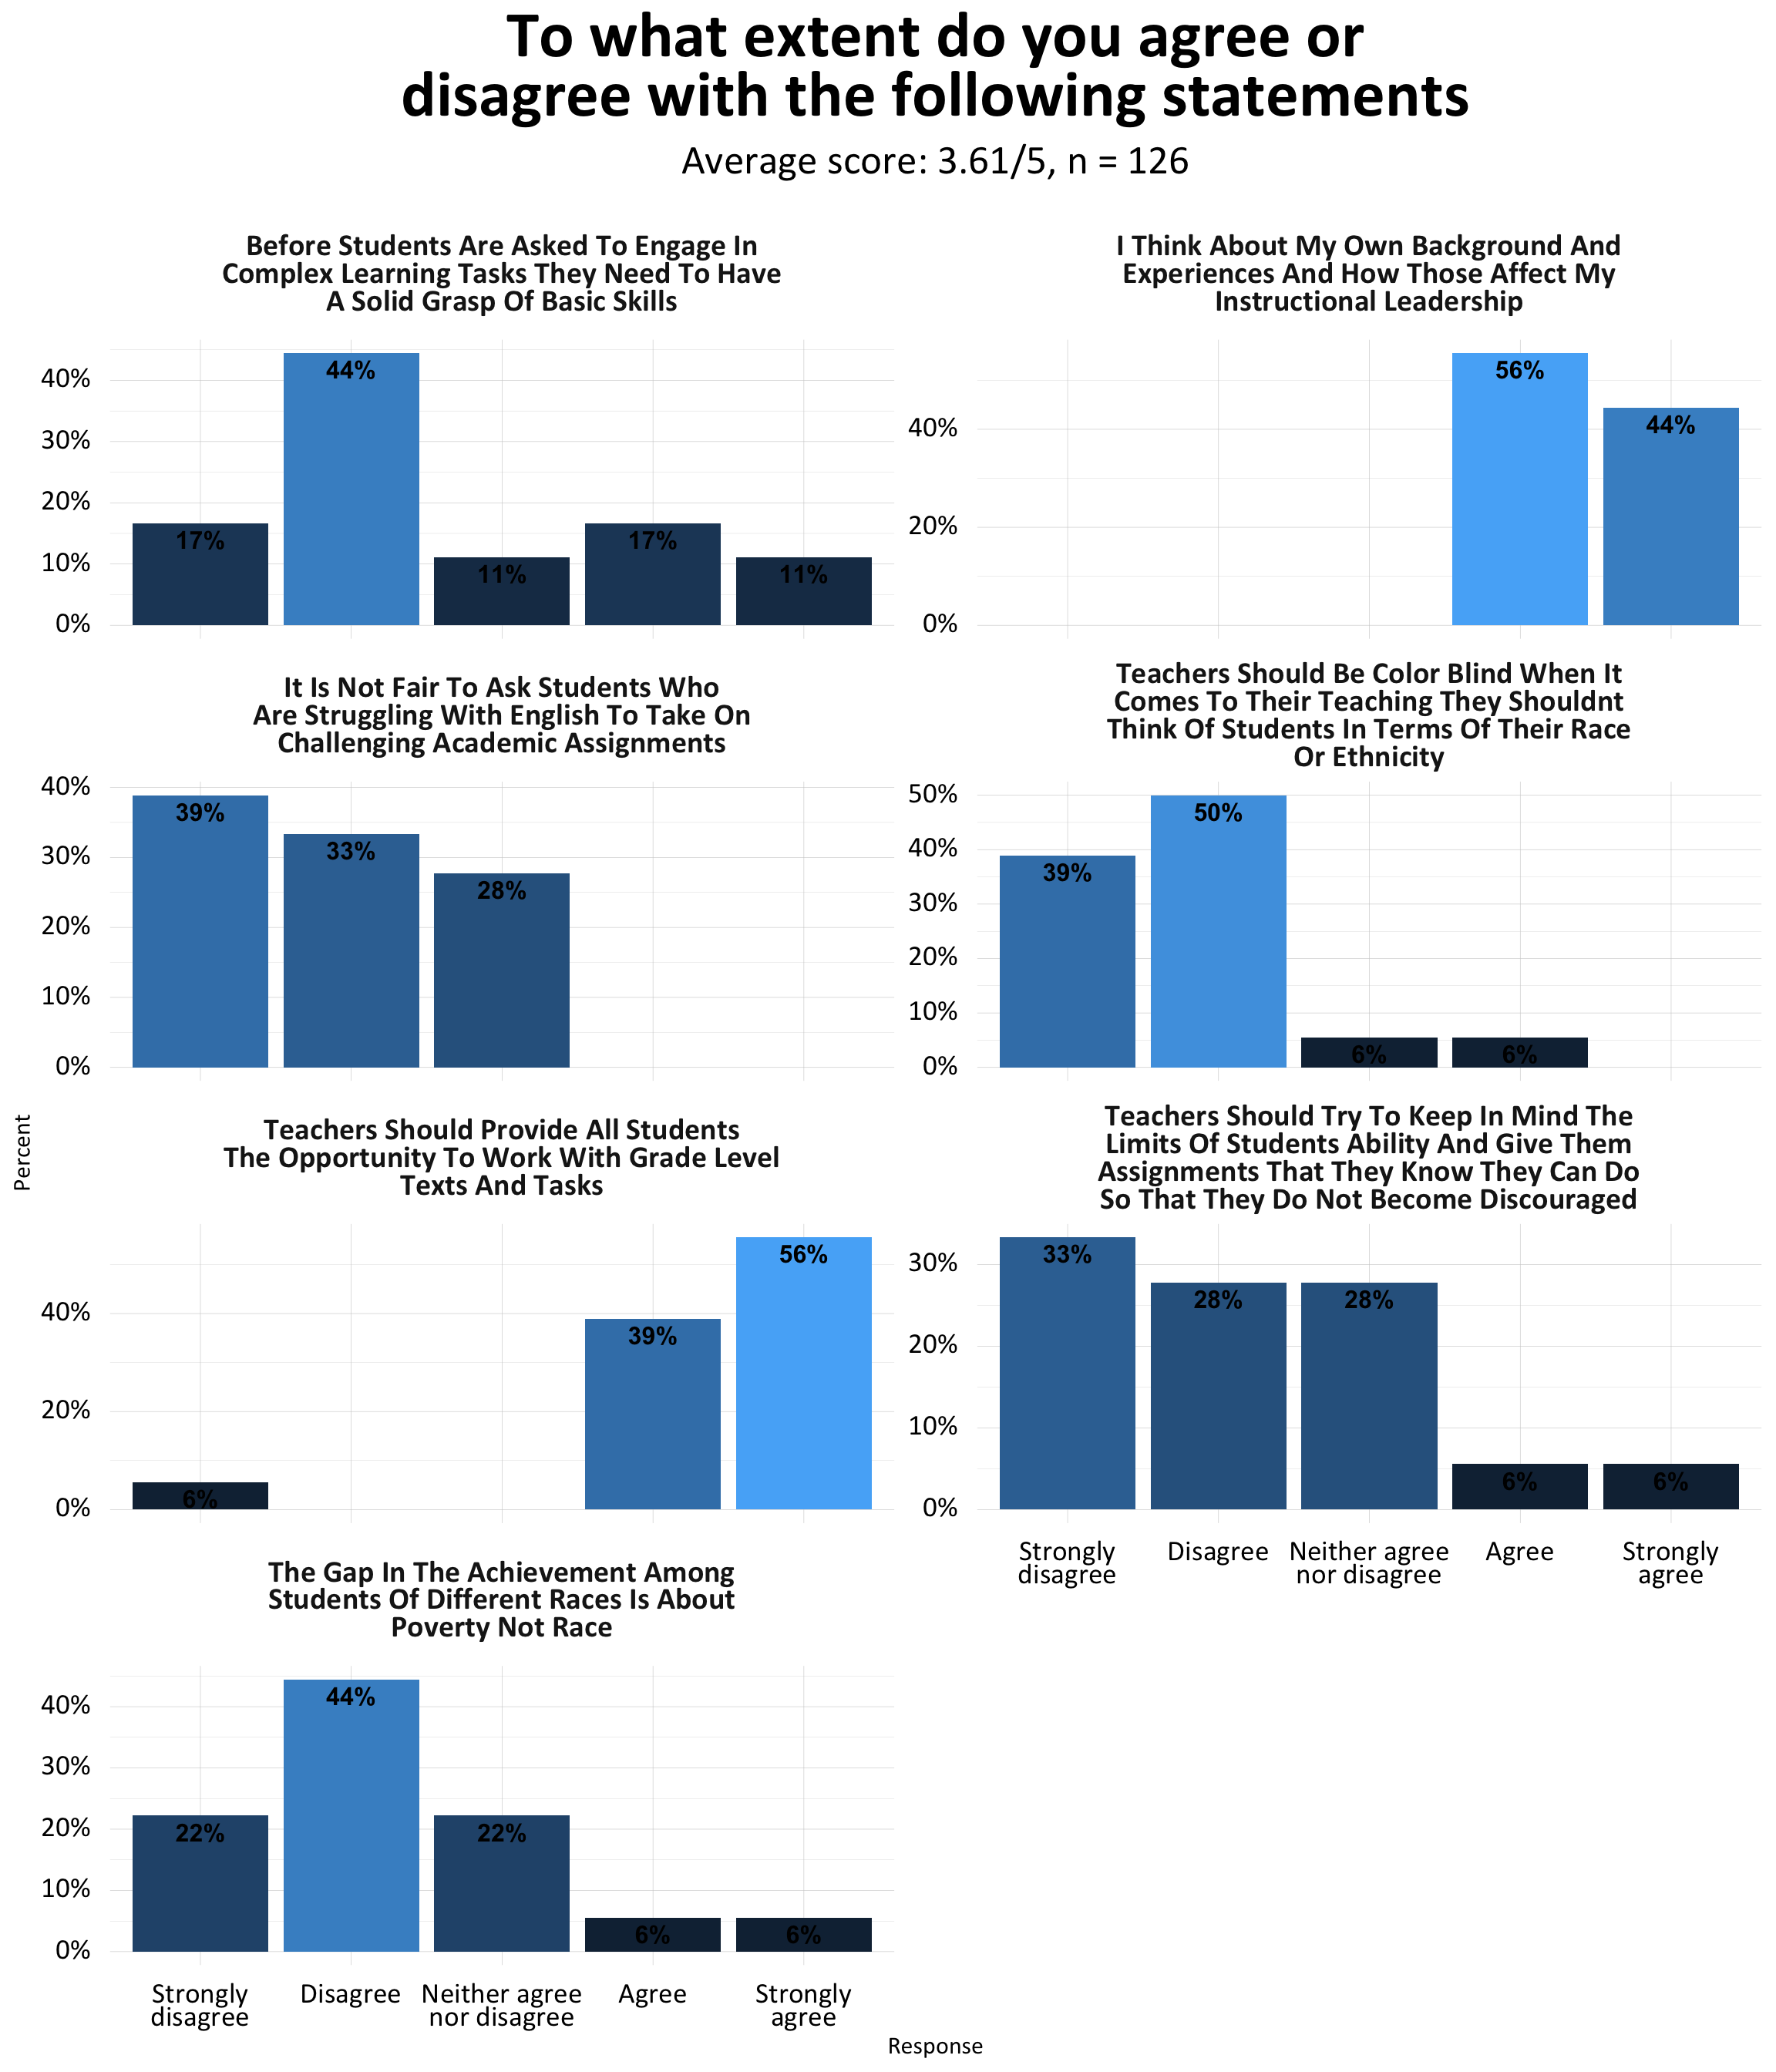 To what extent do you agree or
disagree with the following statements
Average score: 3.61/5, n = 126
Before Students Are Asked To Engage In
Complex Learning Tasks They Need To Have
A Solid Grasp Of Basic Skills
40%
30%
20%
10%
0%
17%
44%
11%
17%
11%
I Think About My Own Background And
Experiences And How Those Affect My
Instructional Leadership
40%
20%
0%
56%
44%
It Is Not Fair To Ask Students Who
Are Struggling With English To Take On
Challenging Academic Assignments
40%
30%
20%
10%
0%
39%
33%
28%
Teachers Should Be Color Blind When It
Comes To Their Teaching They Shouldnt
Think Of Students In Terms Of Their Race
Or Ethnicity
50%
40%
30%
20%
10%
0%
39%
50%
6%
6%
Percent
Teachers Should Provide All Students
The Opportunity To Work With Grade Level
Texts And Tasks
40%
20%
0%
6%
39%
56%
Teachers Should Try To Keep In Mind The
Limits Of Students Ability And Give Them
Assignments That They Know They Can Do
So That They Do Not Become Discouraged
30%
20%
10%
0%
33%
28%
28%
6%
6%
Strongly
disagree
Disagree
Neither agree
nor disagree
Agree
Strongly
agree
The Gap In The Achievement Among
Students Of Different Races Is About
Poverty Not Race
40%
30%
20%
10%
0%
22%
44%
22%
6%
6%
Strongly
disagree
Disagree
Neither agree
nor disagree
Agree
Strongly
agree
Response